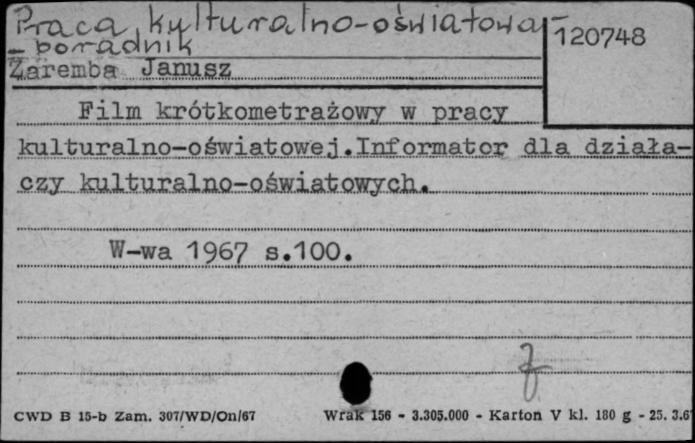 Praca kulturalno-oświatowa -
- poradnik
120748
Zaremba Janusz
Film krótkometrażowy w pracy
kulturalno-oświatowej.Informator dla działa-
czy kulturalno-oświatowych.
W-wa 1967 s.100.
CWD B 15-b Zam. 307/WD/On/67 Wrak 156 - 3.305.000 - Karton V kl. 180 g - 25. 3.6